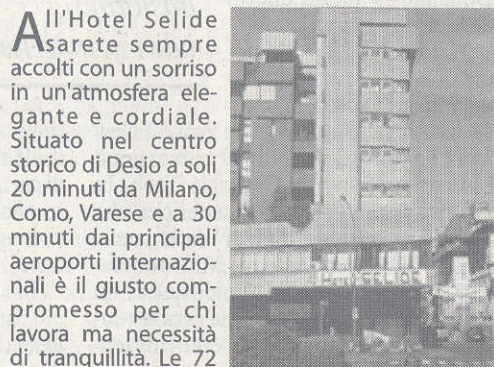 All'Hotel Selide
sarete sempre
accolti con un sorriso
in un'atmosfera ele-
gante e cordiale.
Situato nel centro
storico di Desio a soli
20 minuti da Milano,
Como, Varese e a 30
minuti dai principali
aeroporti internazio-
nali è il giusto com-
promesso per chi
lavora ma necessità
di tranquillità. Le 72
HOTEL SELIDE